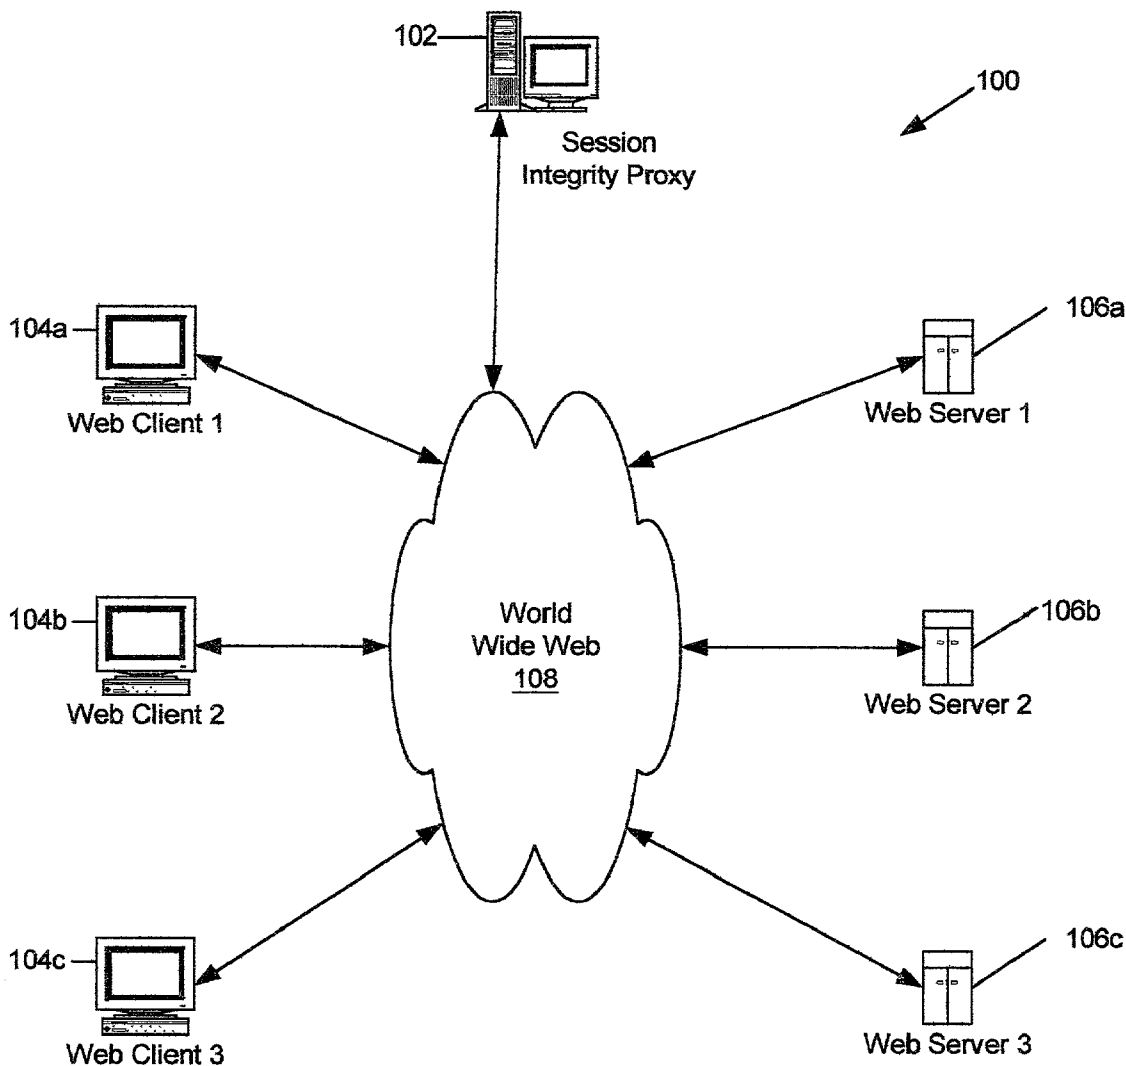 102
100
Session
Integrity Proxy
104a
106a
Web Client 1
Web Server 1
104b
106b
World
Wide Web
108
Web Client 2
Web Server 2
104c
106c
Web Client 3
Web Server 3